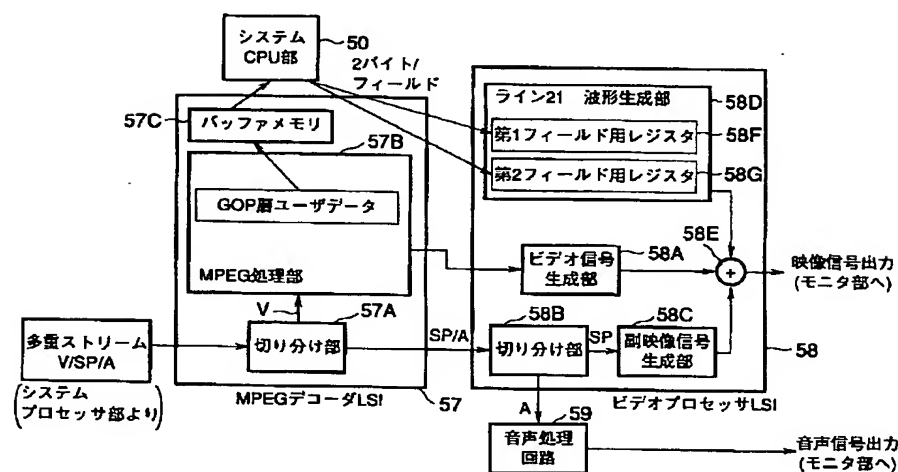 システム
CPU部
50
2バイト/
フィールド
57C
バッファメモリ
57B
GOP層ユーザデータ
MPEG処理部
V
57A
切り分け部
多重ストリーム
V/SP/A
(システム
プロセッサ部より)
MPEGデコーダLSI
57
SP/A
ライン21 波形生成部
58D
第1フィールド用レジスタ
58F
第2フィールド用レジスタ
58G
58E
+
ビデオ信号
生成部
58A
映像信号出力
(モニタ部へ)
58B
切り分け部
SP
58C
副映像信号
生成部
58
A
ビデオプロセッサLSI
59
音声処理
回路
音声信号出力
(モニタ部へ)